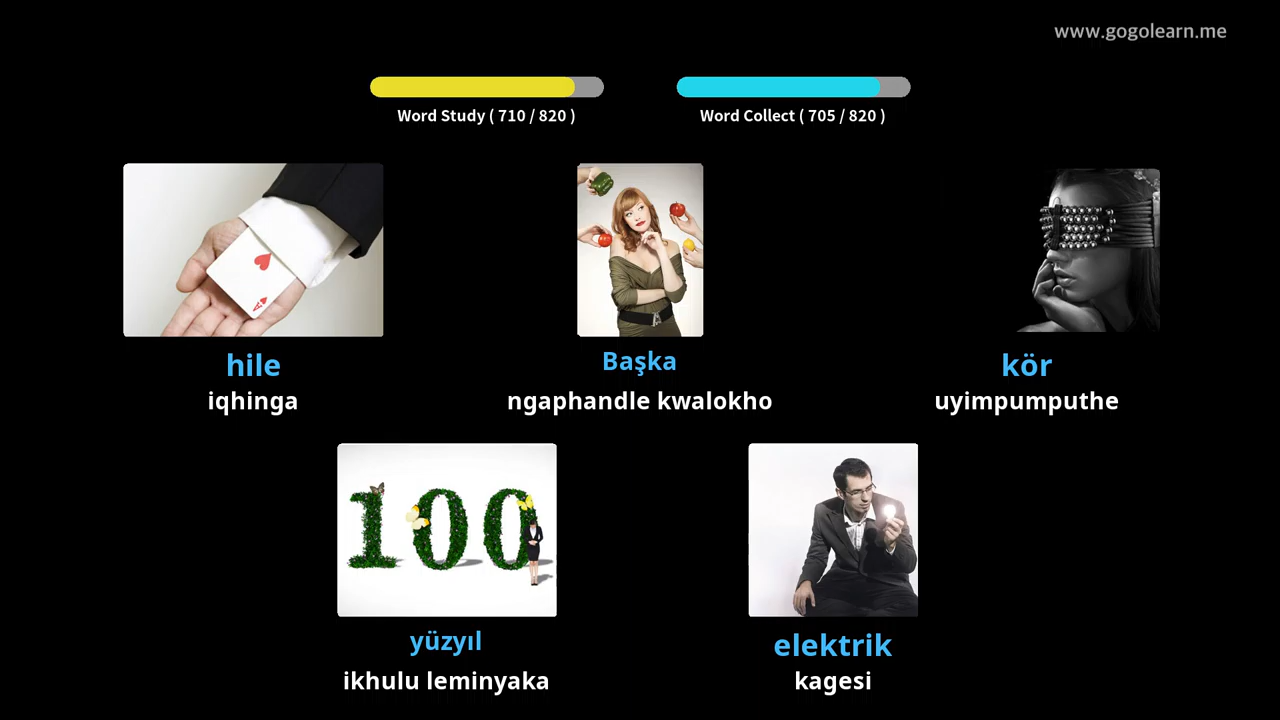 www.gogolearn.me
Word Study ( 710 / 820 )
Word Collect ( 705 / 820 )
hile
iqhinga
Başka
ngaphandle kwalokho
kör
uyimpumputhe
100
yüzyıl
ikhulu leminyaka
elektrik
kagesi